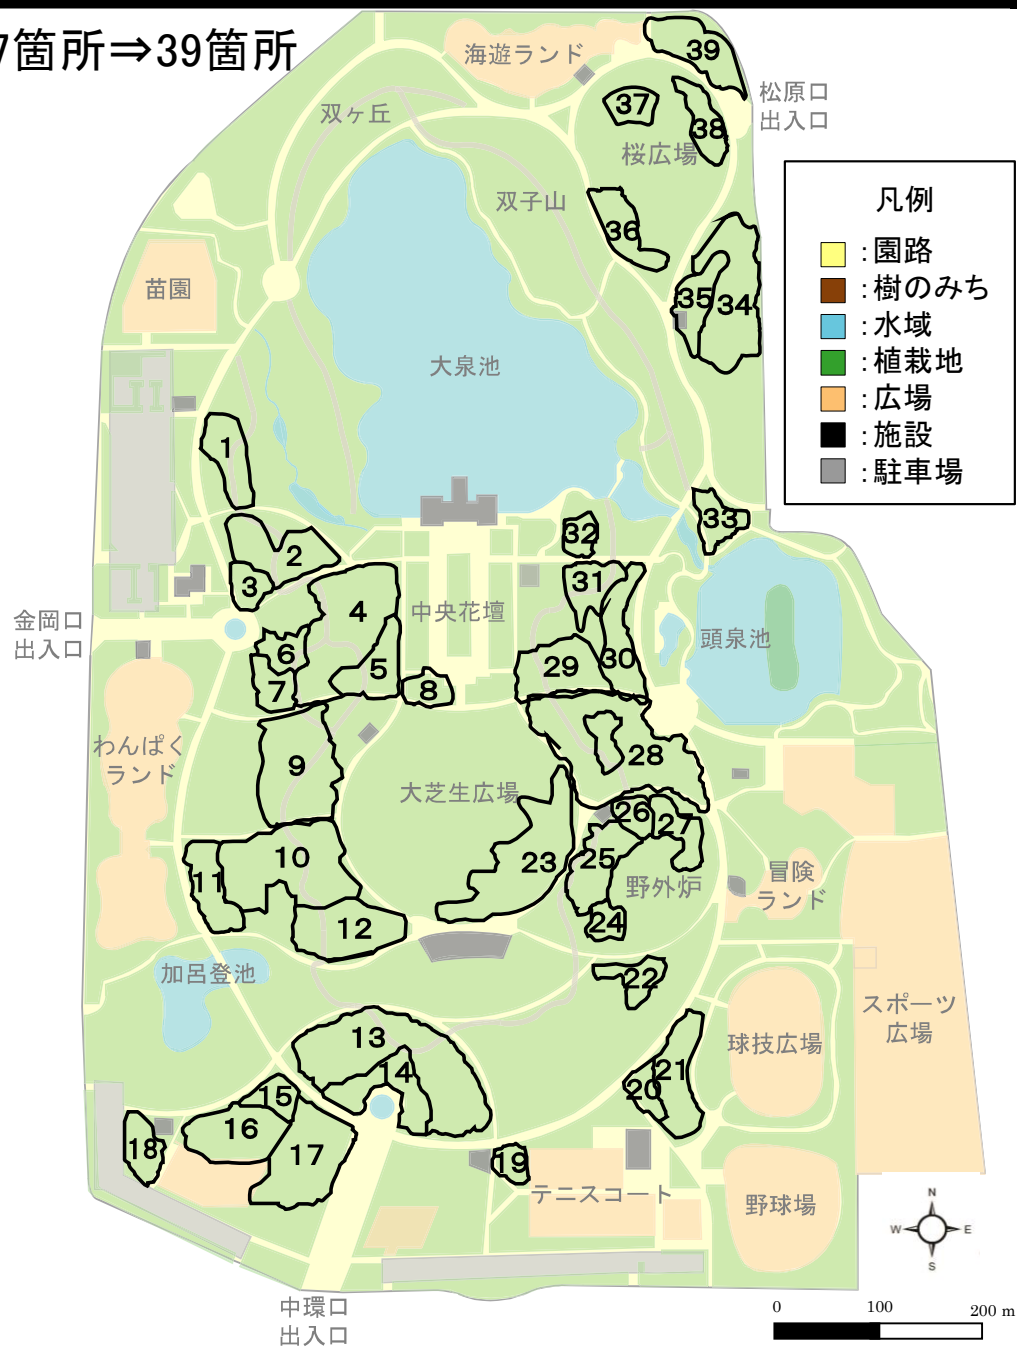 7箇所⇒39箇所
海遊ランド
39
松原口
出入口
双ヶ丘
37
38
桜広場
双子山
36
凡例
:園路
:樹のみち
:水域
:植栽地
:広場
:施設
:駐車場
苗園
35
34
大泉池
1
33
32
2
3
31
4
中央花壇
金岡口
出入口
頭泉池
6
5
29
30
7
8
わんぱく
ランド
9
28
大芝生広場
26
27
10
23
25
11
野外炉
冒険
ランド
12
24
加呂登池
22
スポーツ
広場
13
球技広場
14
21
15
20
16
18
17
19
テニスコート
野球場
N
W
E
S
中環口
出入口
0
100
200 m